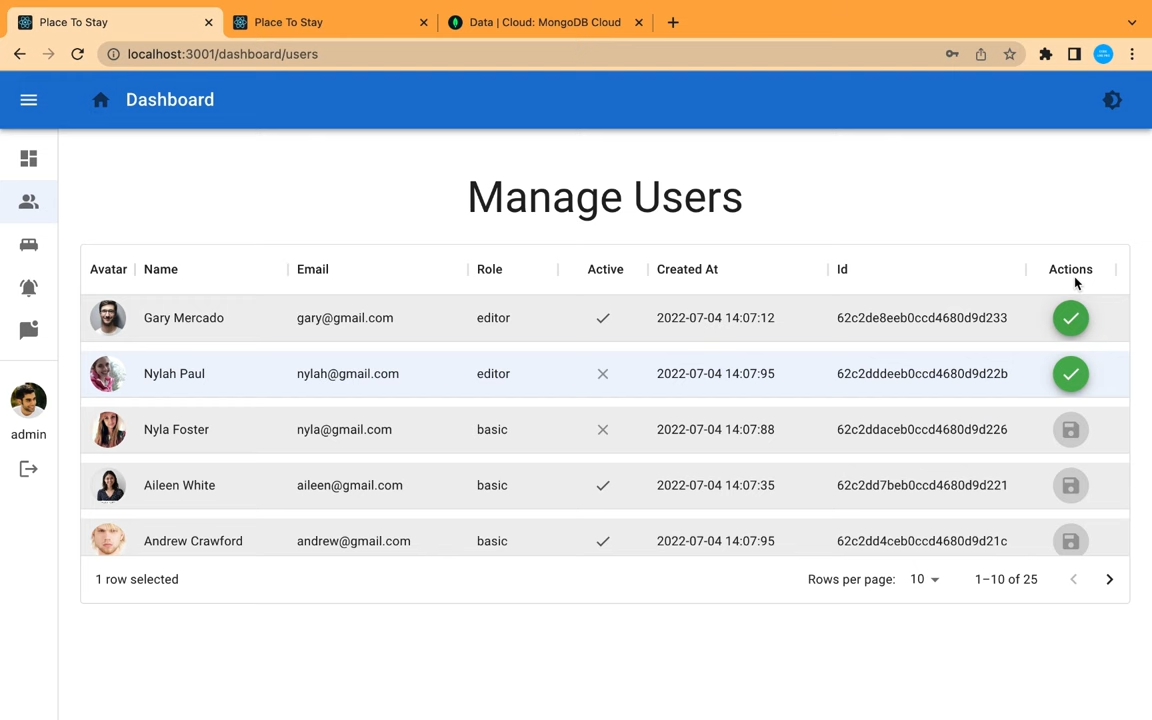 Place To Stay
Place To Stay
Data | Cloud: MongoDB Cloud
localhost:3001/dashboard/users
Dashboard
Manage Users
Avatar Name Email Role Active Created At Id Actions
Gary Mercado gary@gmail.com editor 2022-07-04 14:07:12 62c2de8eeb0ccd4680d9d233
Nylah Paul nylah@gmail.com editor 2022-07-04 14:07:95 62c2dddeeb0ccd4680d9d22b
Nyla Foster nyla@gmail.com basic 2022-07-04 14:07:88 62c2ddaceb0ccd4680d9d226
Aileen White aileen@gmail.com basic 2022-07-04 14:07:35 62c2dd7beb0ccd4680d9d221
Andrew Crawford andrew@gmail.com basic 2022-07-04 14:07:95 62c2dd4ceb0ccd4680d9d21c
admin
1 row selected Rows per page: 10 1–10 of 25